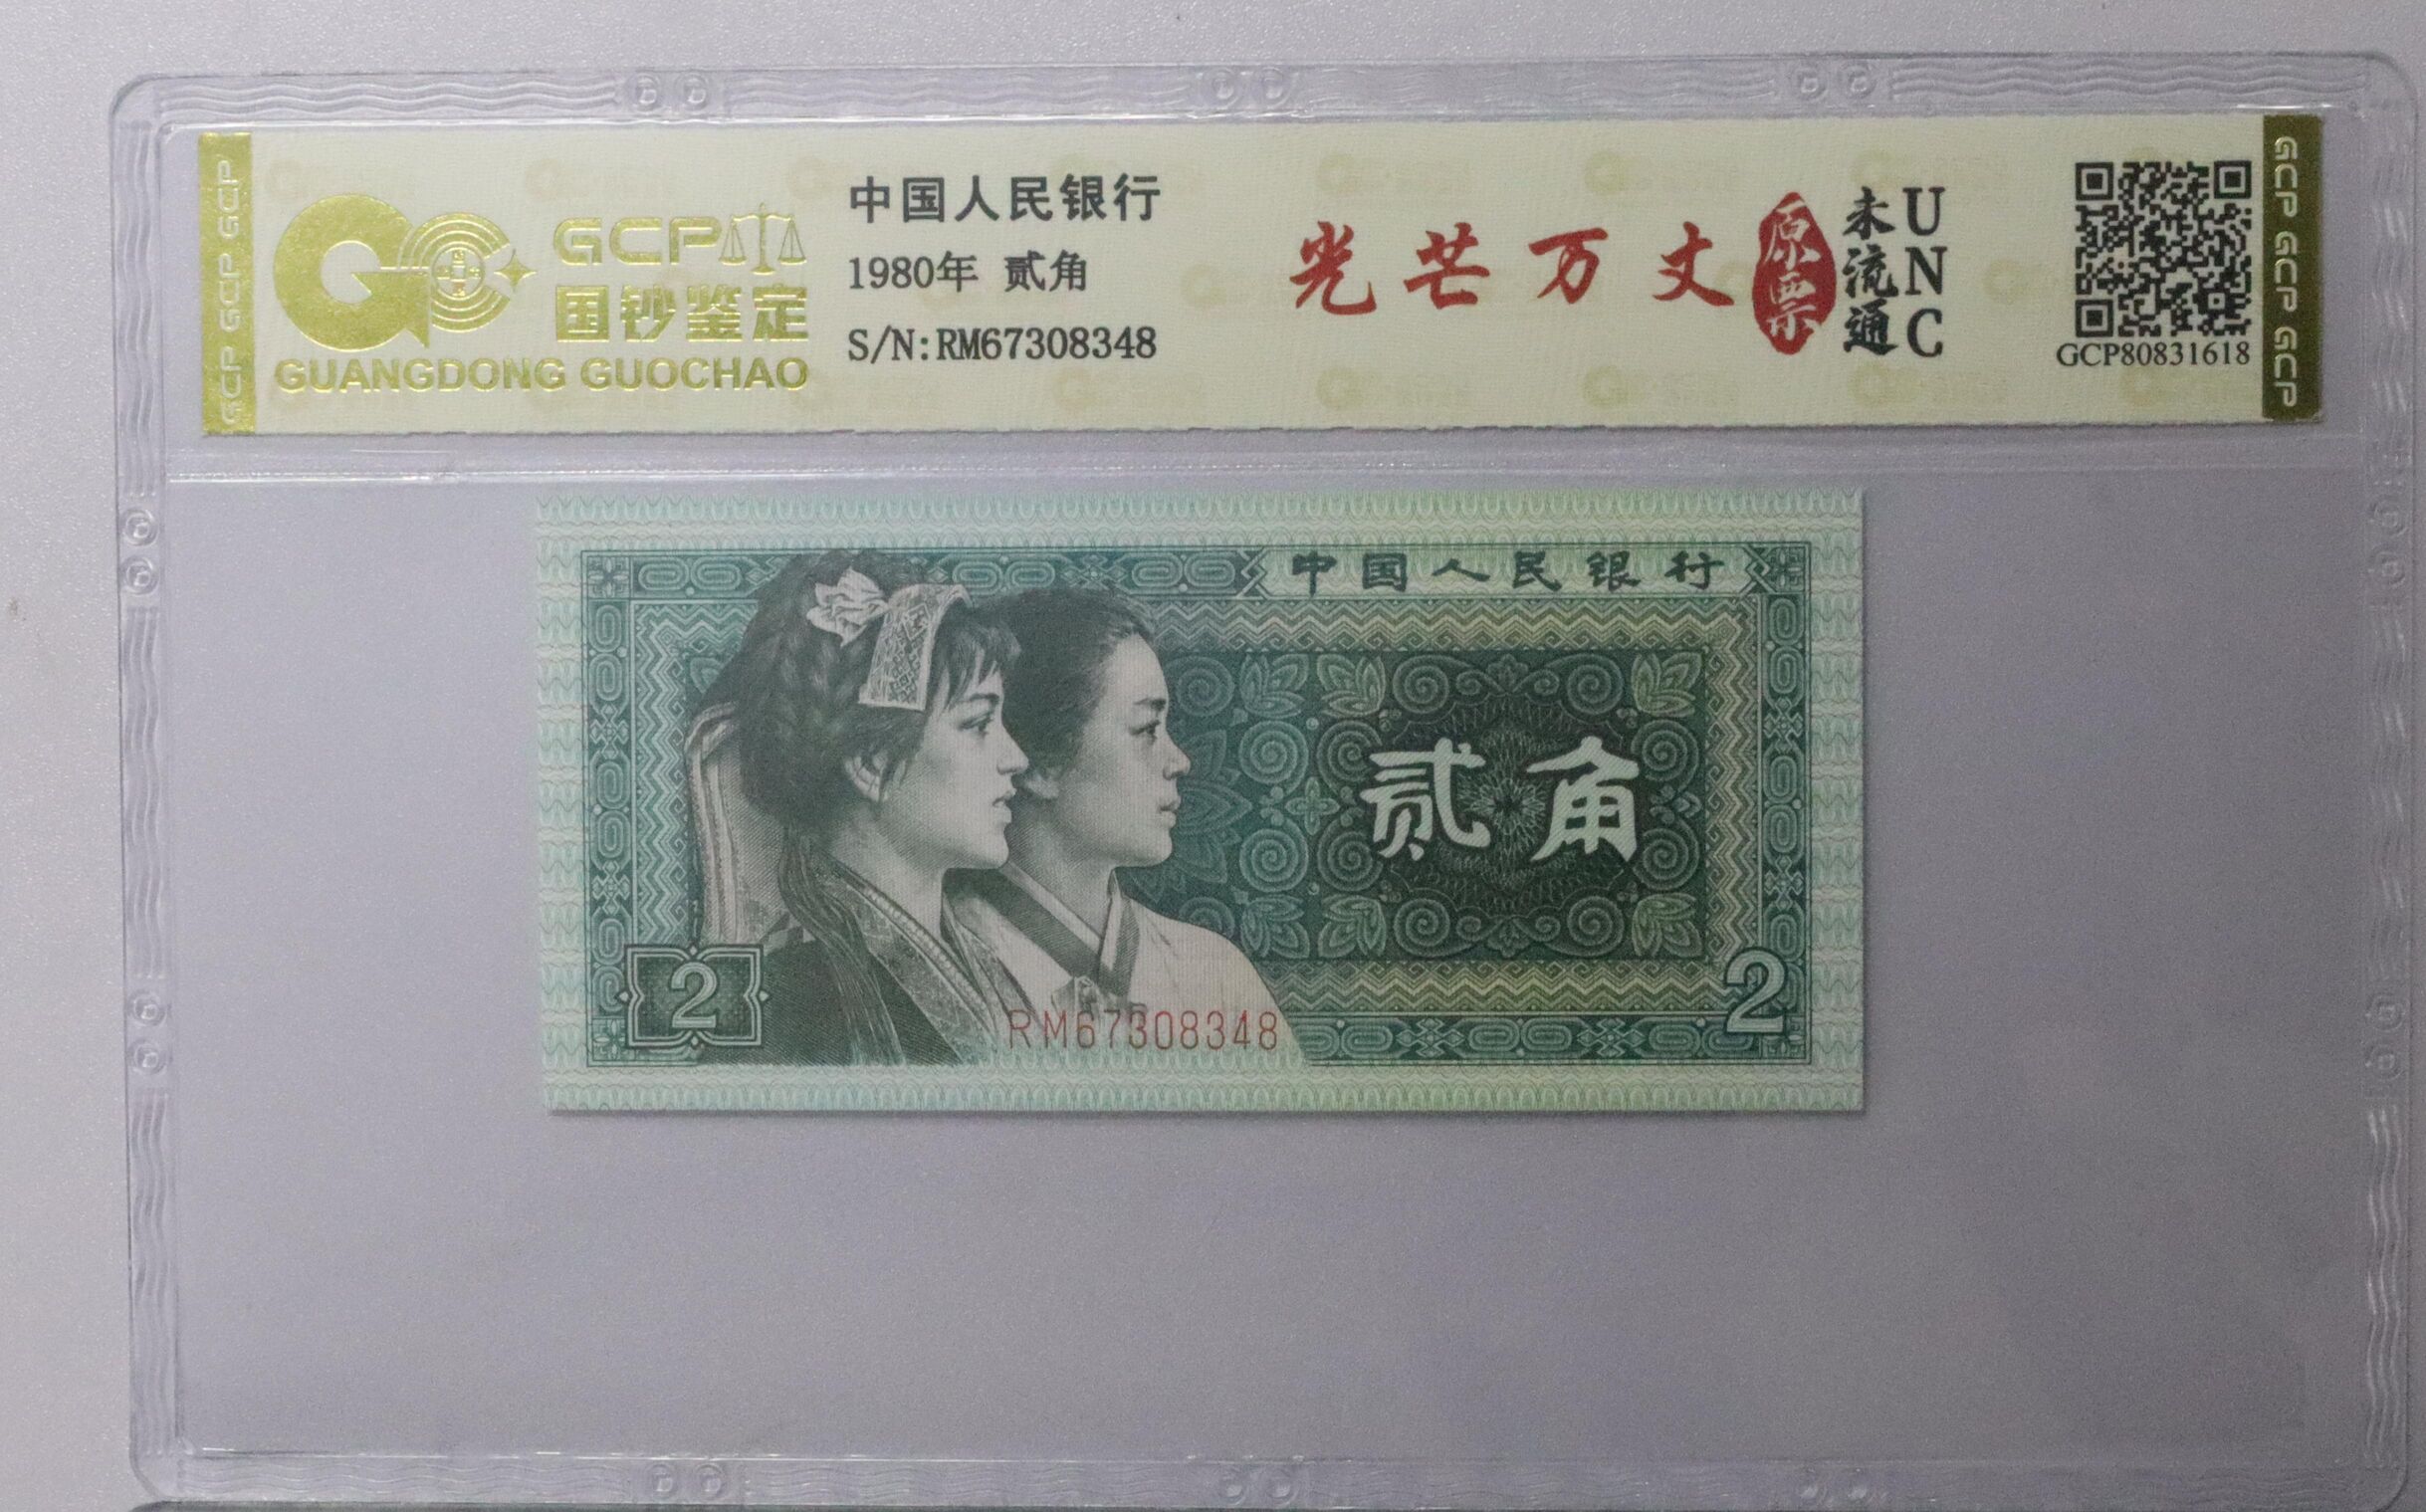 GCP GCP GCP
GCP
国钞鉴定
GUANGDONG GUOCHAO
中国人民银行
1980年 贰角
S/N:RM67308348
光芒万丈
原票
未流通
UNC
GCP80831618
GCP GCP GCP
中国人民银行
贰角
2
RM67308348
2